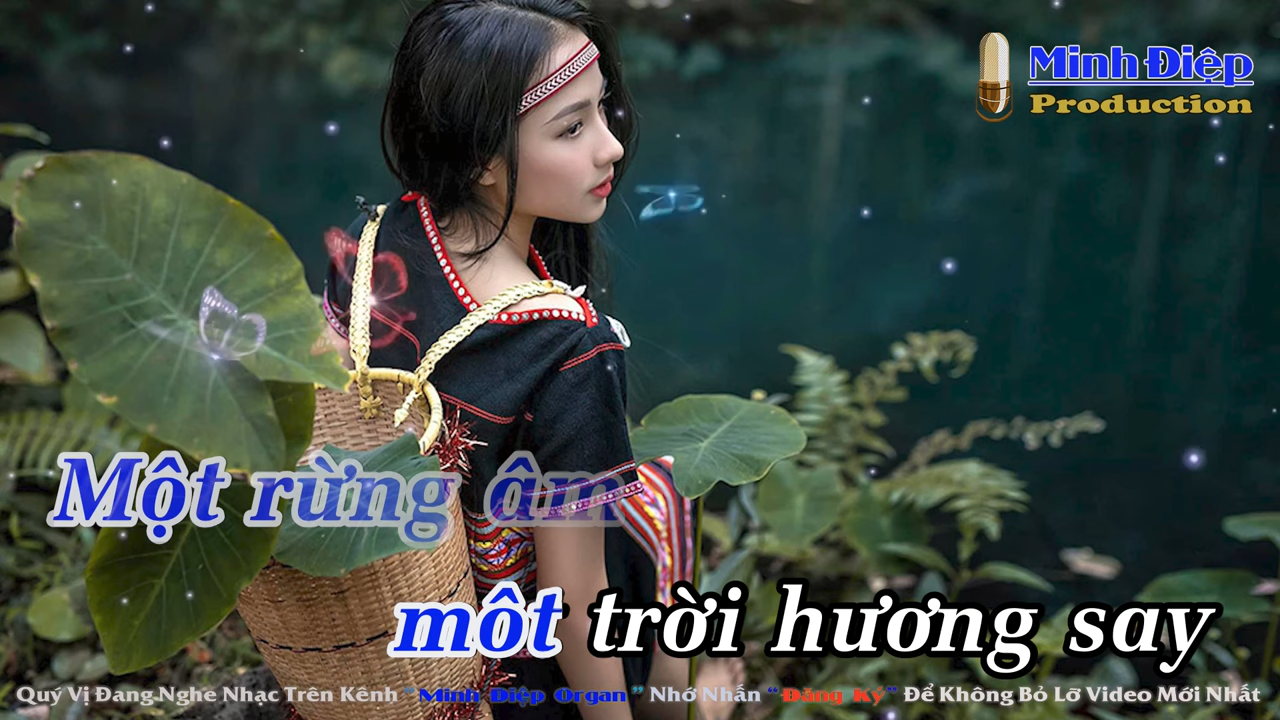 Minh Điệp
Production
Một rừng âm
một trời hương say
Quý Vị Đang Nghe Nhạc Trên Kênh "Minh Điệp Organ" Nhớ Nhấn "Đăng Ký" Để Không Bỏ Lỡ Video Mới Nhất